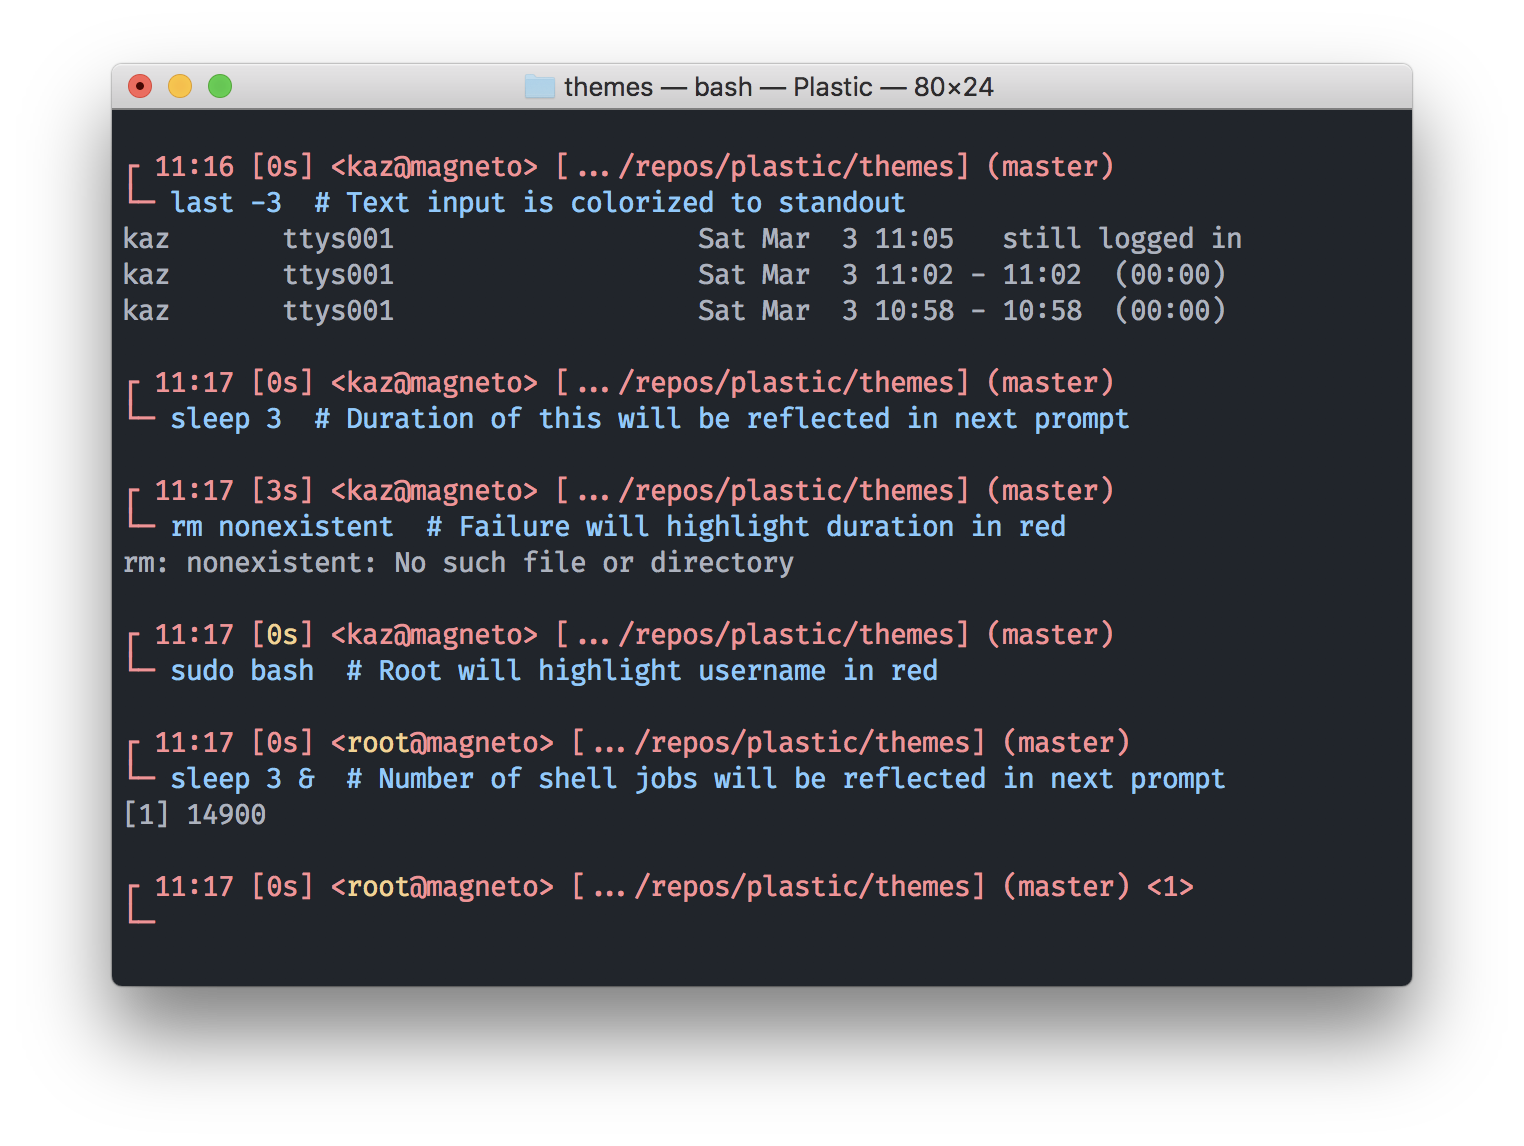 themes — bash — Plastic — 80×24
┌ 11:16 [0s] <kaz@magneto> [.../repos/plastic/themes] (master)
└─ last -3  # Text input is colorized to standout
kaz       ttys001                   Sat Mar  3 11:05   still logged in
kaz       ttys001                   Sat Mar  3 11:02 - 11:02  (00:00)
kaz       ttys001                   Sat Mar  3 10:58 - 10:58  (00:00)
┌ 11:17 [0s] <kaz@magneto> [.../repos/plastic/themes] (master)
└─ sleep 3  # Duration of this will be reflected in next prompt
┌ 11:17 [3s] <kaz@magneto> [.../repos/plastic/themes] (master)
└─ rm nonexistent  # Failure will highlight duration in red
rm: nonexistent: No such file or directory
┌ 11:17 [0s] <kaz@magneto> [.../repos/plastic/themes] (master)
└─ sudo bash  # Root will highlight username in red
┌ 11:17 [0s] <root@magneto> [.../repos/plastic/themes] (master)
└─ sleep 3 &  # Number of shell jobs will be reflected in next prompt
[1] 14900
┌ 11:17 [0s] <root@magneto> [.../repos/plastic/themes] (master) <1>
└─